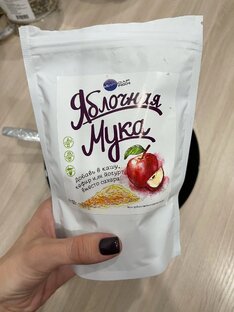 Яблочная
Мука
Добавь в кашу,
кефир или йогурт
вместо сахара